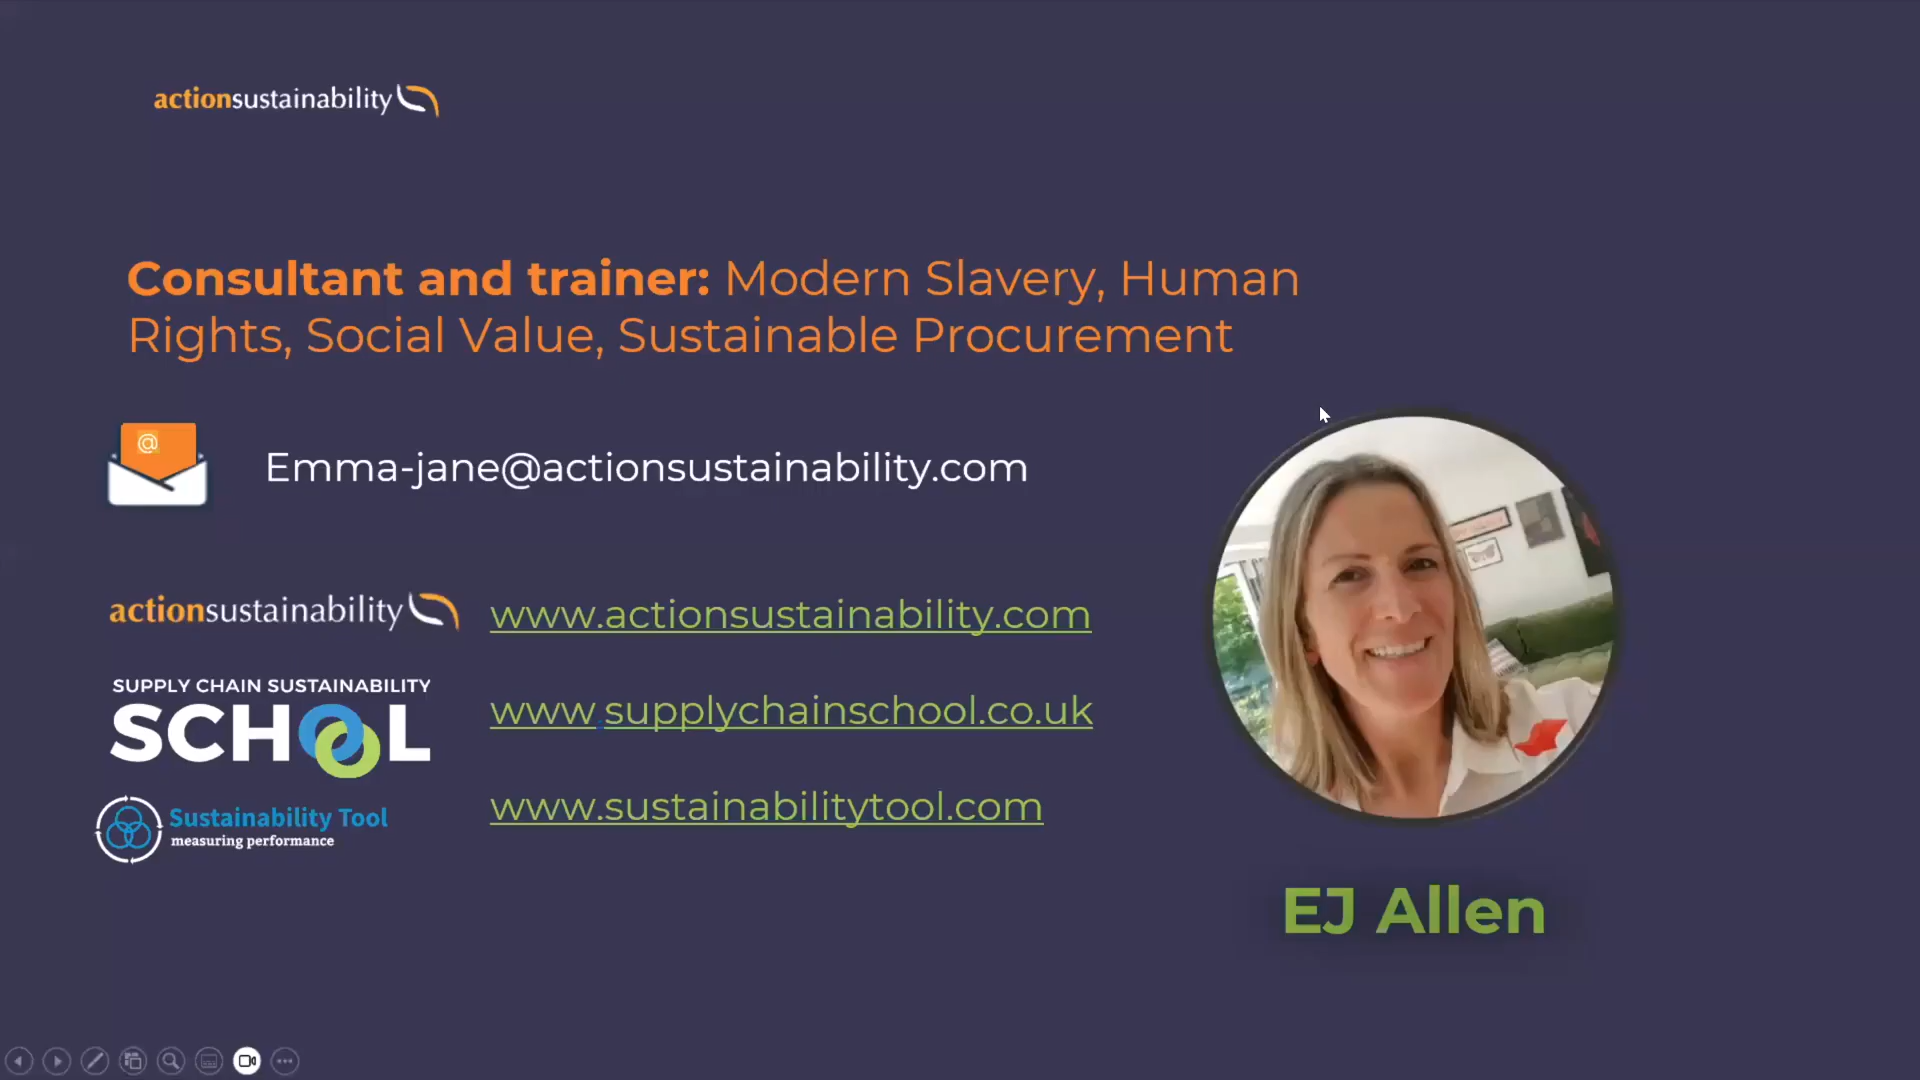 actionsustainability
Consultant and trainer: Modern Slavery, Human
Rights, Social Value, Sustainable Procurement
@
Emma-jane@actionsustainability.com
actionsustainability
www.actionsustainability.com
SUPPLY CHAIN SUSTAINABILITY
SCHOOL
www.supplychainschool.co.uk
Sustainability Tool
measuring performance
www.sustainabilitytool.com
EJ Allen